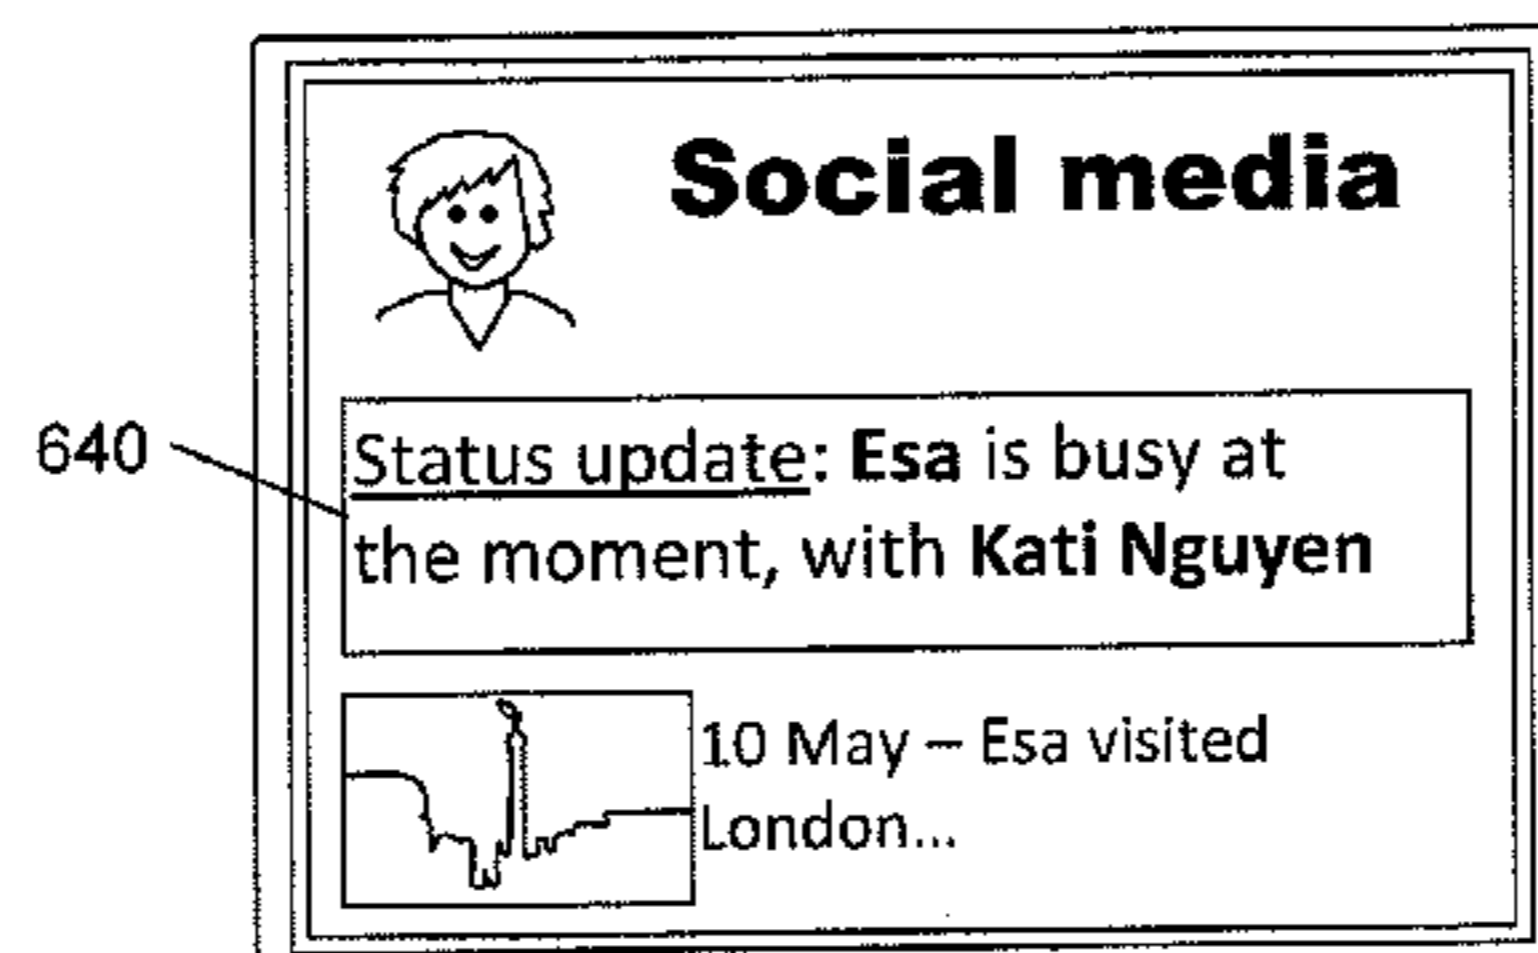 Social media
640
Status update: Esa is busy at
the moment, with Kati Nguyen
10 May – Esa visited
London...